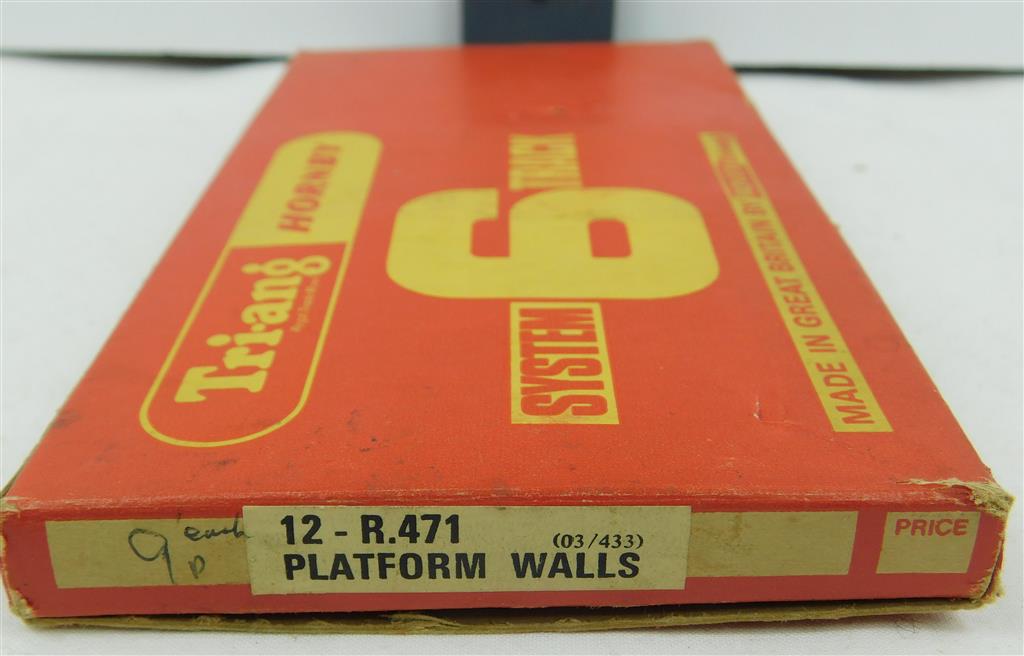 Tri-ang HORNBY
SYSTEM 6 TRACK
MADE IN GREAT BRITAIN BY
9p each
12 - R.471 (03/433)
PLATFORM WALLS
PRICE